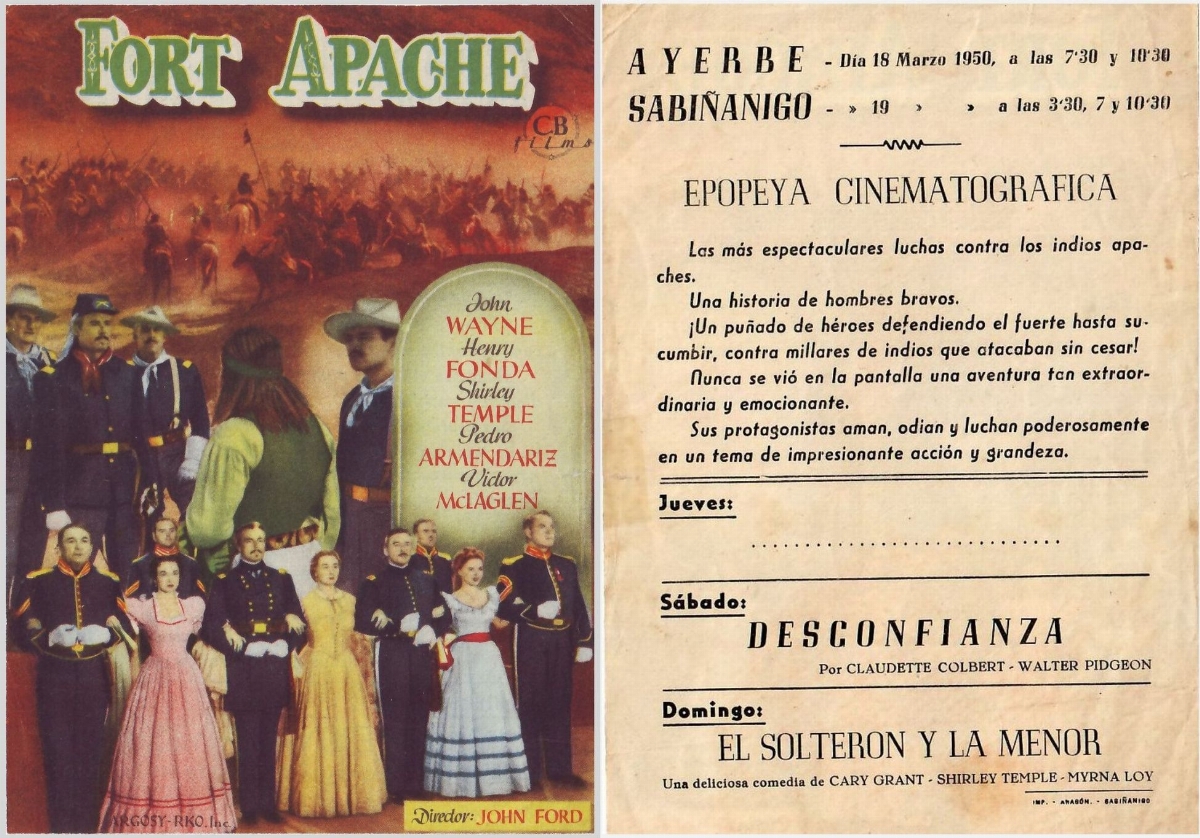 FORT APACHE
CB
films
John
WAYNE
Henry
FONDA
Shirley
TEMPLE
Pedro
ARMENDARIZ
Victor
McLAGLEN
ARGOSY-RKO.Inc.
Director: JOHN FORD
AYERBE - Día 18 Marzo 1950, a las 7'30 y 10'30
SABIÑANIGO - » 19 » » a las 3'30, 7 y 10'30
EPOPEYA CINEMATOGRAFICA
Las más espectaculares luchas contra los indios apa-
ches.
Una historia de hombres bravos.
¡Un puñado de héroes defendiendo el fuerte hasta su-
cumbir, contra millares de indios que atacaban sin cesar!
Nunca se vió en la pantalla una aventura tan extraor-
dinaria y emocionante.
Sus protagonistas aman, odian y luchan poderosamente
en un tema de impresionante acción y grandeza.
Jueves:
Sábado:
DESCONFIANZA
Por CLAUDETTE COLBERT - WALTER PIDGEON
Domingo:
EL SOLTERON Y LA MENOR
Una deliciosa comedia de CARY GRANT - SHIRLEY TEMPLE - MYRNA LOY
IMP. - ARAGÓN. - SABIÑANIGO